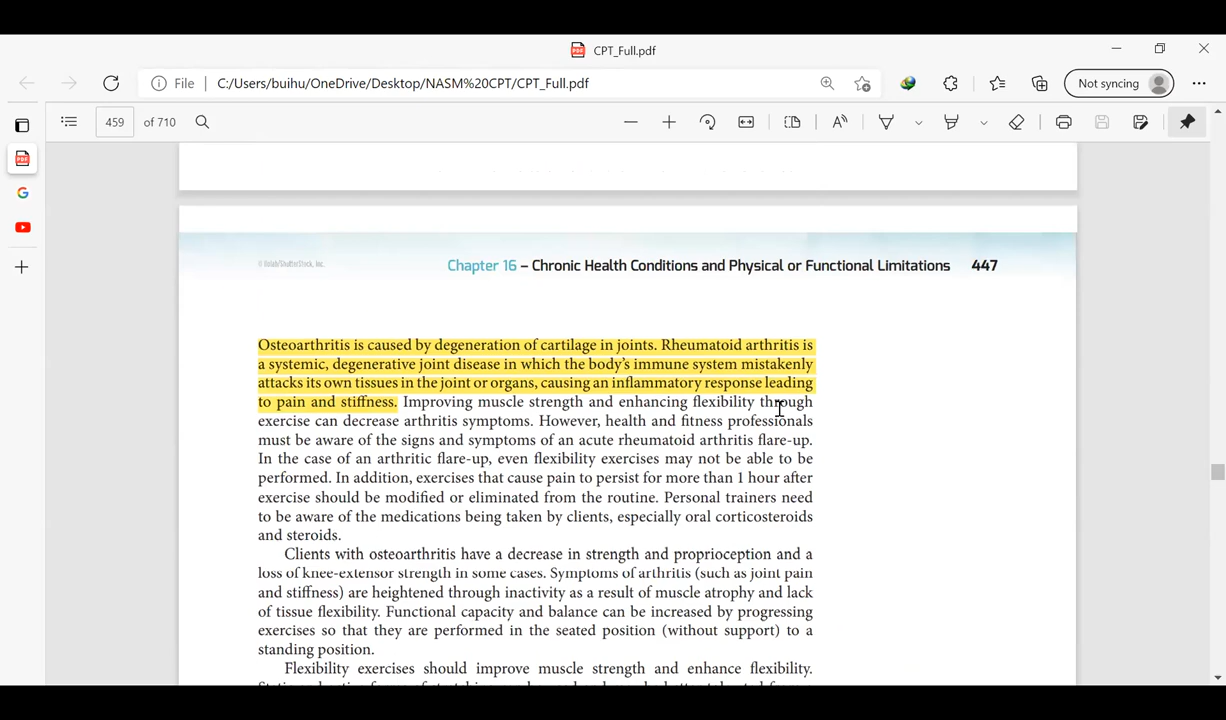 CPT_Full.pdf
File C:/Users/buihu/OneDrive/Desktop/NASM%20CPT/CPT_Full.pdf Not syncing
459 of 710
Chapter 16 – Chronic Health Conditions and Physical or Functional Limitations 447
Osteoarthritis is caused by degeneration of cartilage in joints. Rheumatoid arthritis is
a systemic, degenerative joint disease in which the body’s immune system mistakenly
attacks its own tissues in the joint or organs, causing an inflammatory response leading
to pain and stiffness. Improving muscle strength and enhancing flexibility through
exercise can decrease arthritis symptoms. However, health and fitness professionals
must be aware of the signs and symptoms of an acute rheumatoid arthritis flare-up.
In the case of an arthritic flare-up, even flexibility exercises may not be able to be
performed. In addition, exercises that cause pain to persist for more than 1 hour after
exercise should be modified or eliminated from the routine. Personal trainers need
to be aware of the medications being taken by clients, especially oral corticosteroids
and steroids.
Clients with osteoarthritis have a decrease in strength and proprioception and a
loss of knee-extensor strength in some cases. Symptoms of arthritis (such as joint pain
and stiffness) are heightened through inactivity as a result of muscle atrophy and lack
of tissue flexibility. Functional capacity and balance can be increased by progressing
exercises so that they are performed in the seated position (without support) to a
standing position.
Flexibility exercises should improve muscle strength and enhance flexibility.